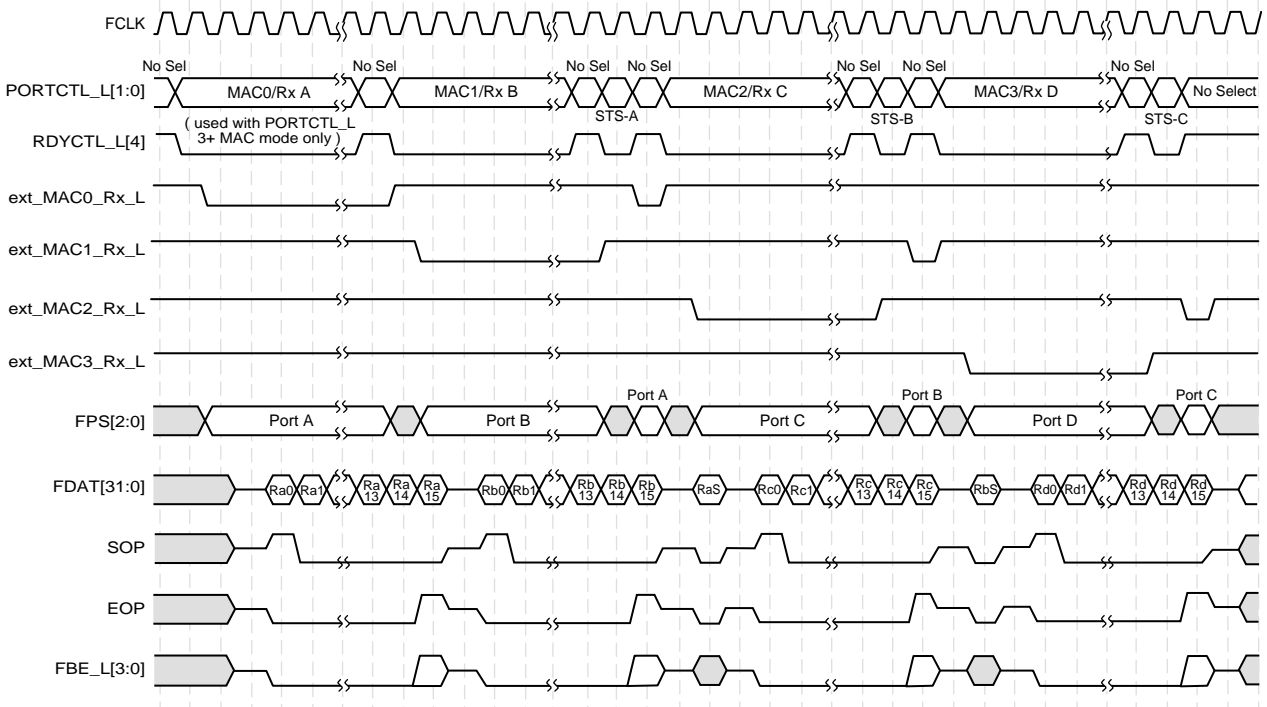 FCLK
No Sel No Sel No Sel No Sel No Sel No Sel No Sel
PORTCTL_L[1:0] MAC0/Rx A MAC1/Rx B MAC2/Rx C MAC3/Rx D No Select
STS-A STS-B STS-C
( used with PORTCTL_L
3+ MAC mode only )
RDYCTL_L[4]
ext_MAC0_Rx_L
ext_MAC1_Rx_L
ext_MAC2_Rx_L
ext_MAC3_Rx_L
Port A Port B Port C
FPS[2:0] Port A Port B Port C Port D
FDAT[31:0] Ra0 Ra1 Ra 13 Ra 14 Ra 15 Rb0 Rb1 Rb 13 Rb 14 Rb 15 RaS Rc0 Rc1 Rc 13 Rc 14 Rc 15 RbS Rd0 Rd1 Rd 13 Rd 14 Rd 15
SOP
EOP
FBE_L[3:0]